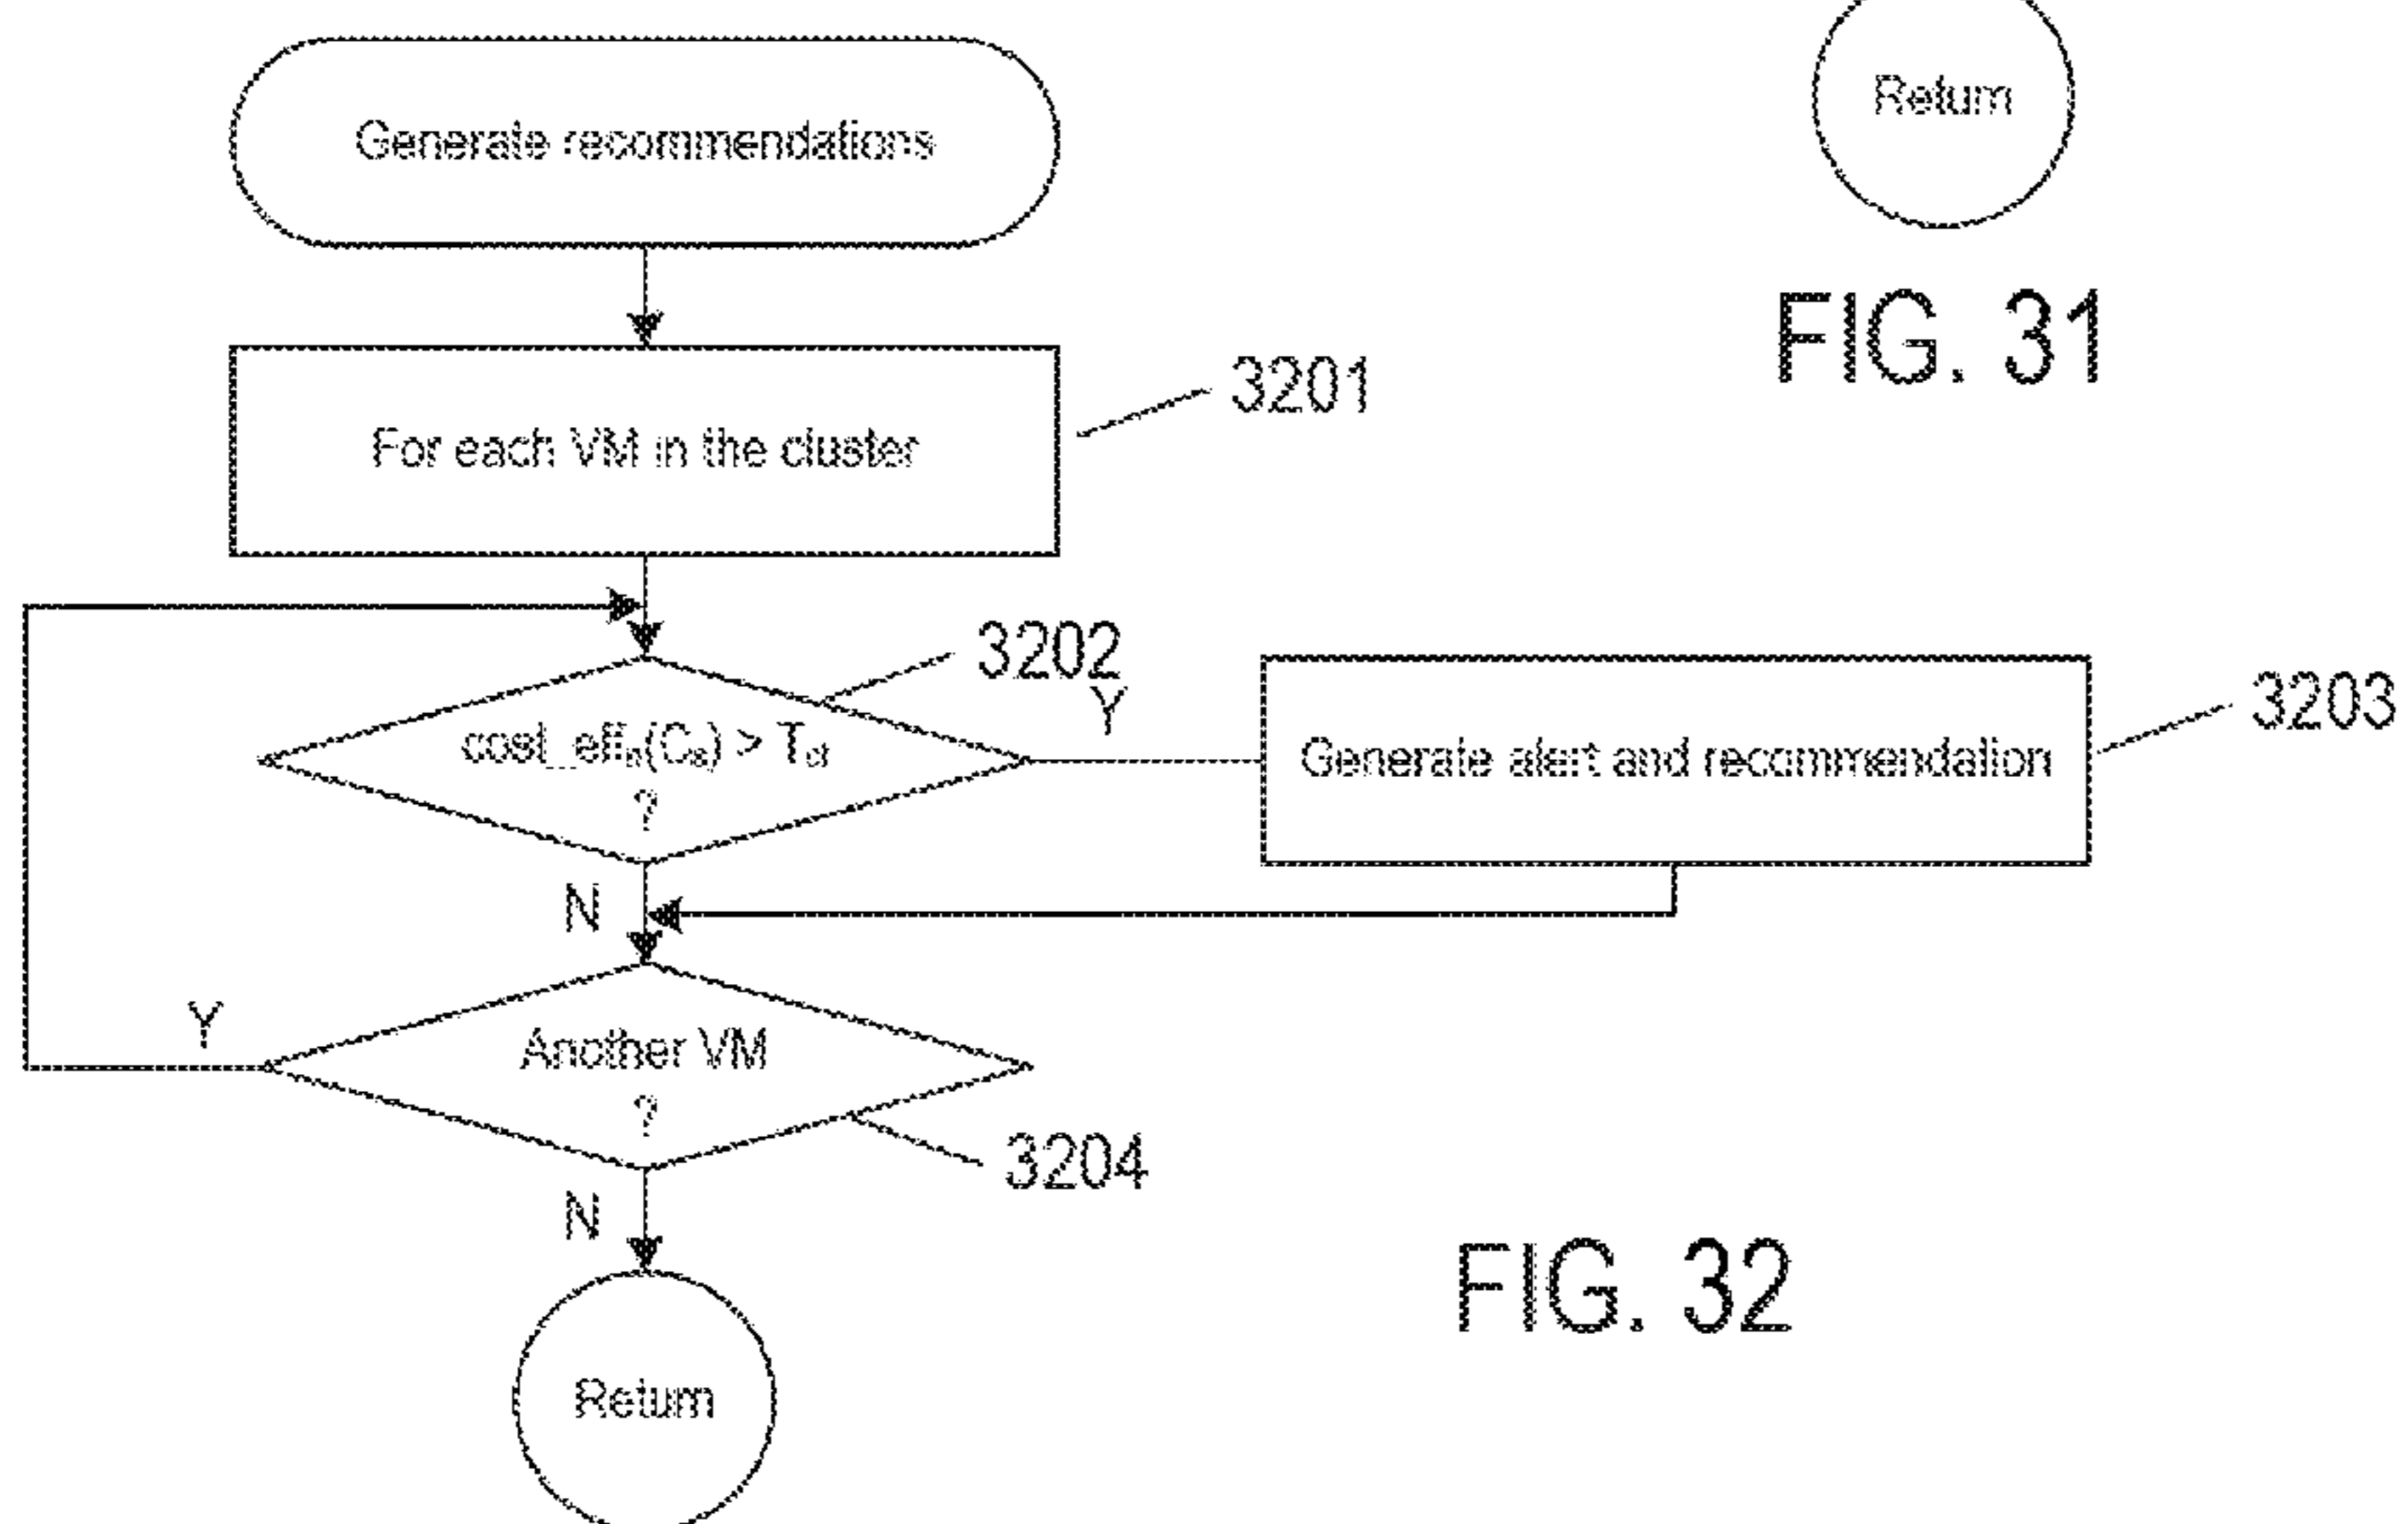 Return
FIG. 31
Generate recommendations
For each VM in the cluster
3201
3202
Y
cost_eff
?
Generate alert and recommendation
3203
N
Y
Another VM
?
3204
N
Return
FIG. 32